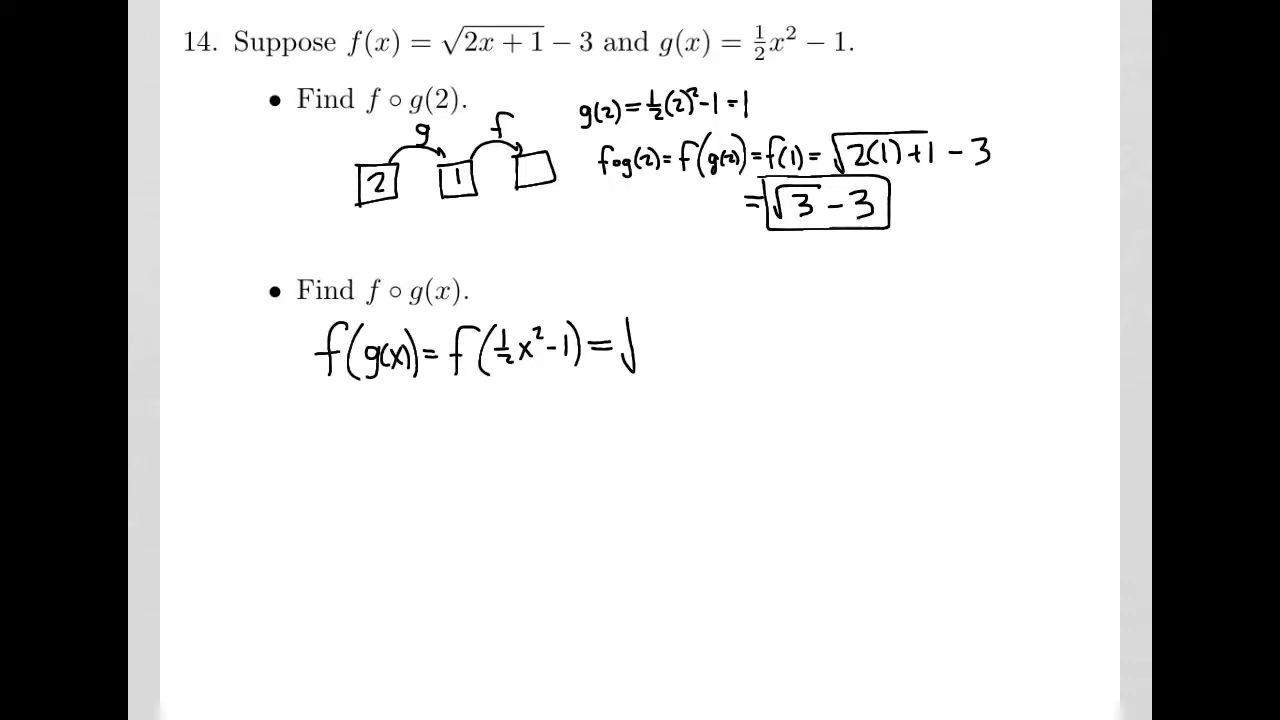 14. Suppose f(x) = √(2x + 1) − 3 and g(x) = ½x² − 1.
• Find f ∘ g(2).
g(2) = ½(2)² - 1 = 1
g f
2 1
f∘g(2) = f(g(2)) = f(1) = √(2(1)+1) - 3
= √3 - 3
• Find f ∘ g(x).
f(g(x)) = f(½x² - 1) = √